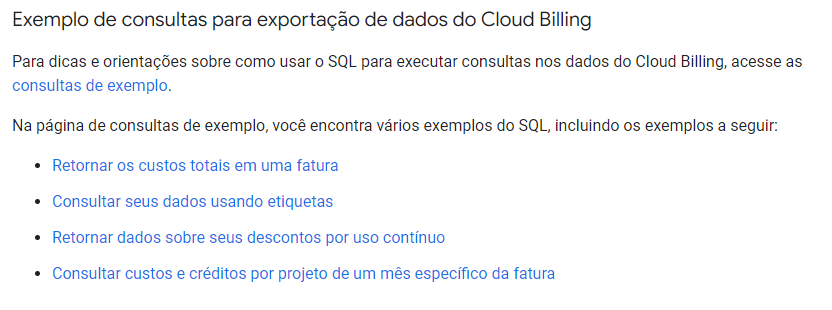 Exemplo de consultas para exportação de dados do Cloud Billing
Para dicas e orientações sobre como usar o SQL para executar consultas nos dados do Cloud Billing, acesse as
consultas de exemplo.
Na página de consultas de exemplo, você encontra vários exemplos do SQL, incluindo os exemplos a seguir:
• Retornar os custos totais em uma fatura
• Consultar seus dados usando etiquetas
• Retornar dados sobre seus descontos por uso contínuo
• Consultar custos e créditos por projeto de um mês específico da fatura